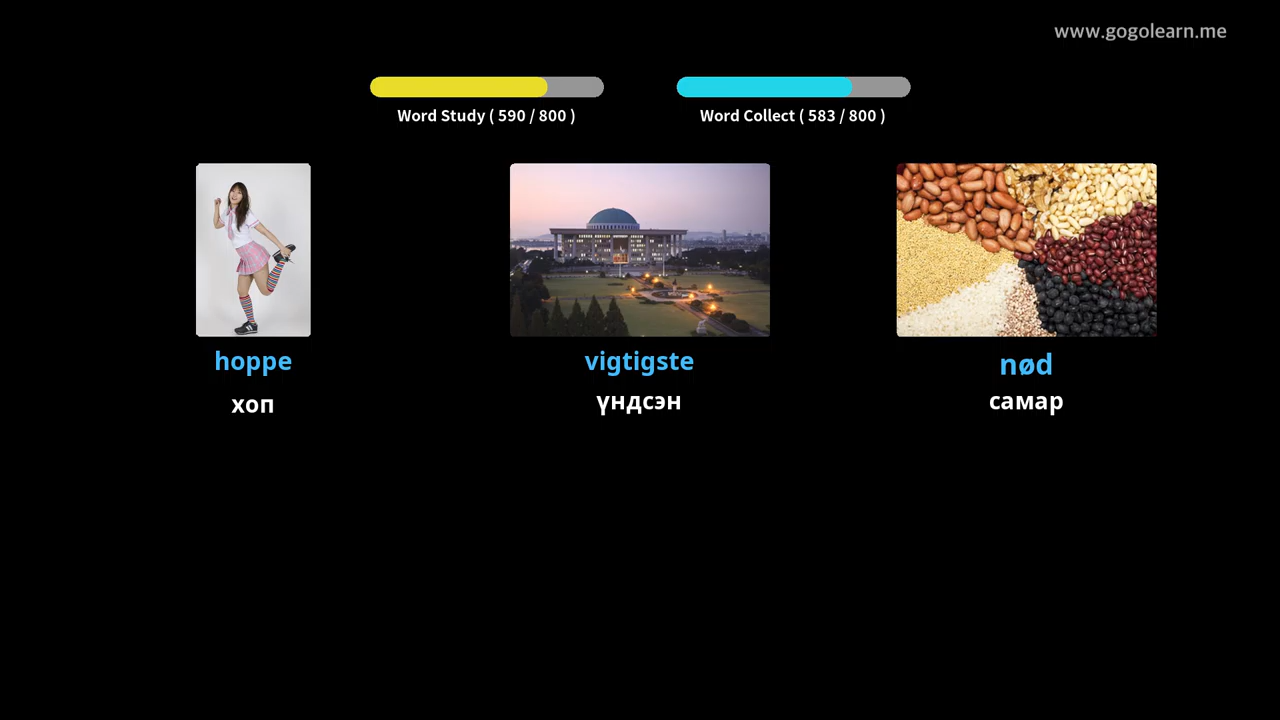 www.gogolearn.me
Word Study ( 590 / 800 )
Word Collect ( 583 / 800 )
hoppe
vigtigste
nød
хоп
үндсэн
самар